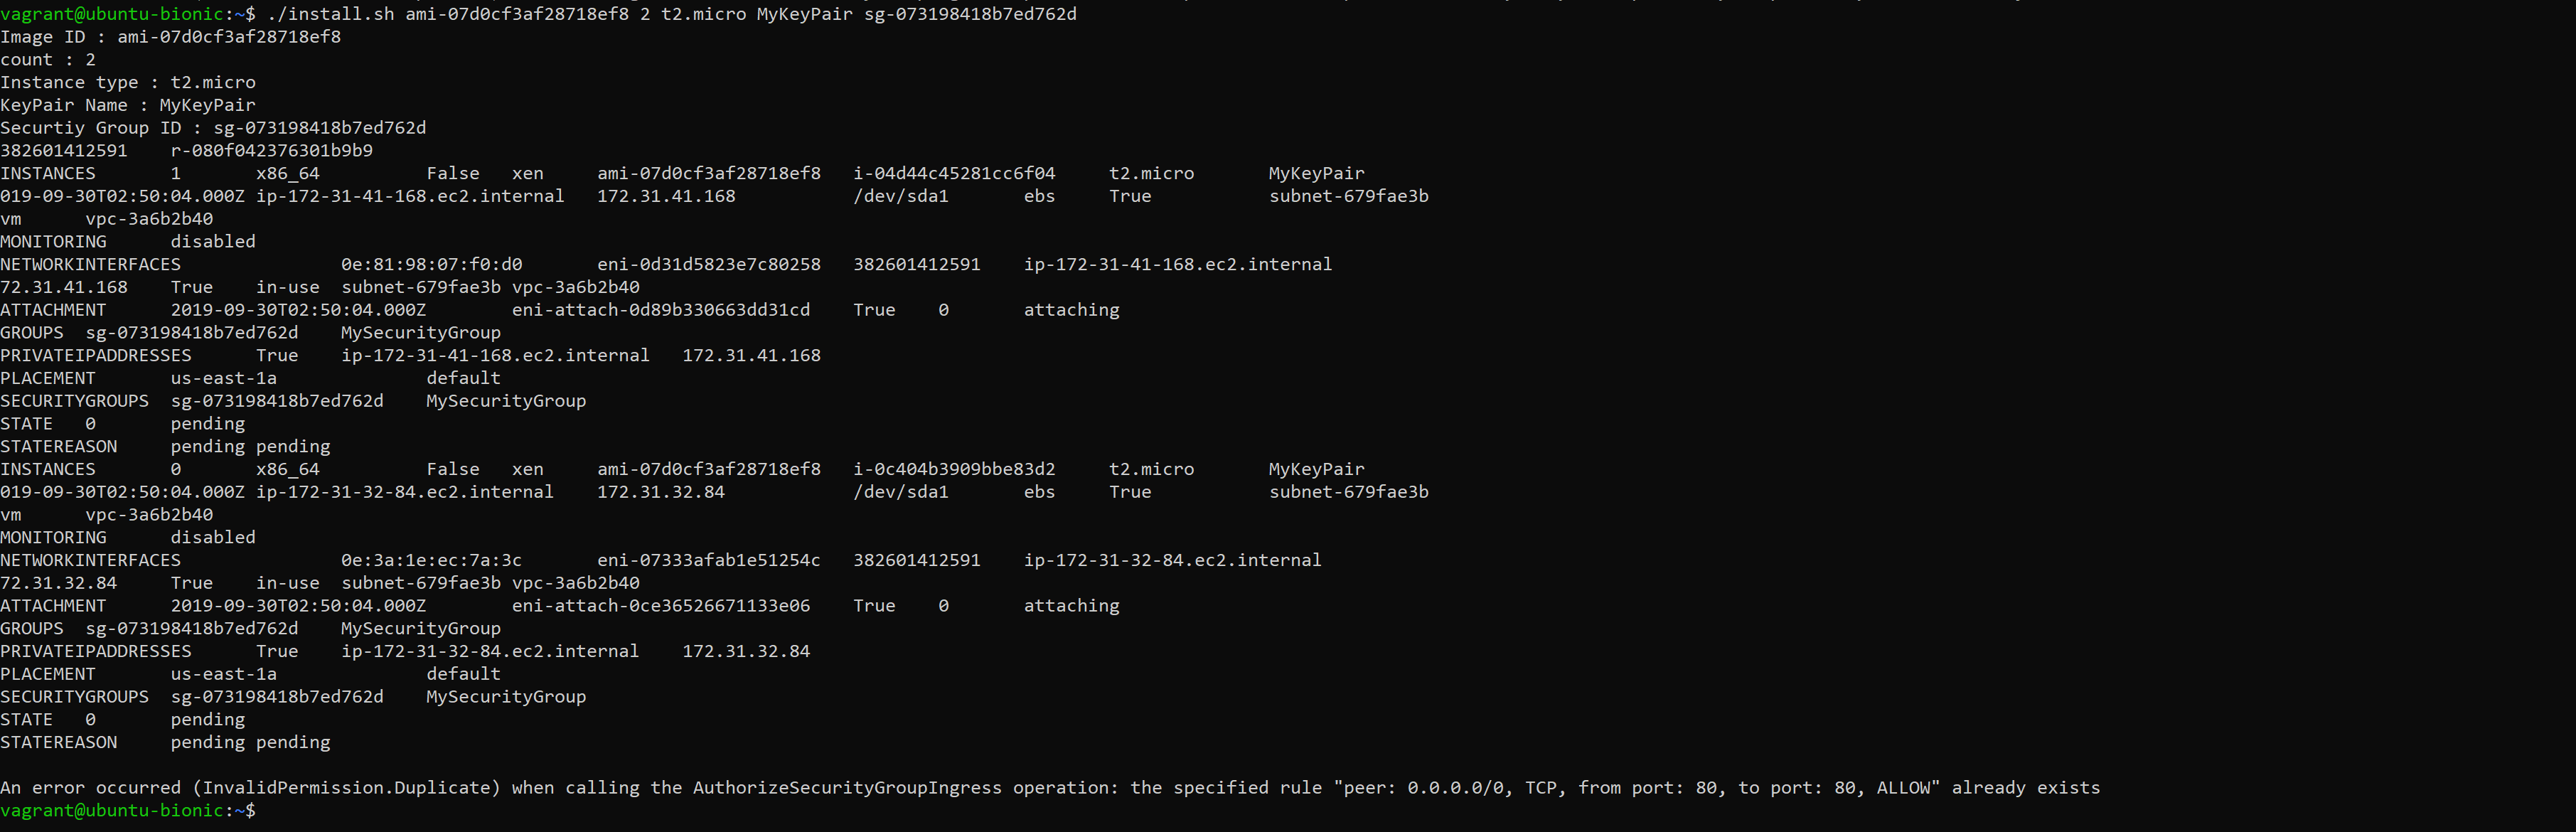 vagrant@ubuntu-bionic:~$ ./install.sh ami-07d0cf3af28718ef8 2 t2.micro MyKeyPair sg-073198418b7ed762d
Image ID : ami-07d0cf3af28718ef8
count : 2
Instance type : t2.micro
KeyPair Name : MyKeyPair
Securtiy Group ID : sg-073198418b7ed762d
382601412591 r-080f042376301b9b9
INSTANCES 1 x86_64 False xen ami-07d0cf3af28718ef8 i-04d44c45281cc6f04 t2.micro MyKeyPair
019-09-30T02:50:04.000Z ip-172-31-41-168.ec2.internal 172.31.41.168 /dev/sda1 ebs True subnet-679fae3b
vm vpc-3a6b2b40
MONITORING disabled
NETWORKINTERFACES 0e:81:98:07:f0:d0 eni-0d31d5823e7c80258 382601412591 ip-172-31-41-168.ec2.internal
72.31.41.168 True in-use subnet-679fae3b vpc-3a6b2b40
ATTACHMENT 2019-09-30T02:50:04.000Z eni-attach-0d89b330663dd31cd True 0 attaching
GROUPS sg-073198418b7ed762d MySecurityGroup
PRIVATEIPADDRESSES True ip-172-31-41-168.ec2.internal 172.31.41.168
PLACEMENT us-east-1a default
SECURITYGROUPS sg-073198418b7ed762d MySecurityGroup
STATE 0 pending
STATEREASON pending pending
INSTANCES 0 x86_64 False xen ami-07d0cf3af28718ef8 i-0c404b3909bbe83d2 t2.micro MyKeyPair
019-09-30T02:50:04.000Z ip-172-31-32-84.ec2.internal 172.31.32.84 /dev/sda1 ebs True subnet-679fae3b
vm vpc-3a6b2b40
MONITORING disabled
NETWORKINTERFACES 0e:3a:1e:ec:7a:3c eni-07333afab1e51254c 382601412591 ip-172-31-32-84.ec2.internal
72.31.32.84 True in-use subnet-679fae3b vpc-3a6b2b40
ATTACHMENT 2019-09-30T02:50:04.000Z eni-attach-0ce36526671133e06 True 0 attaching
GROUPS sg-073198418b7ed762d MySecurityGroup
PRIVATEIPADDRESSES True ip-172-31-32-84.ec2.internal 172.31.32.84
PLACEMENT us-east-1a default
SECURITYGROUPS sg-073198418b7ed762d MySecurityGroup
STATE 0 pending
STATEREASON pending pending
An error occurred (InvalidPermission.Duplicate) when calling the AuthorizeSecurityGroupIngress operation: the specified rule "peer: 0.0.0.0/0, TCP, from port: 80, to port: 80, ALLOW" already exists
vagrant@ubuntu-bionic:~$